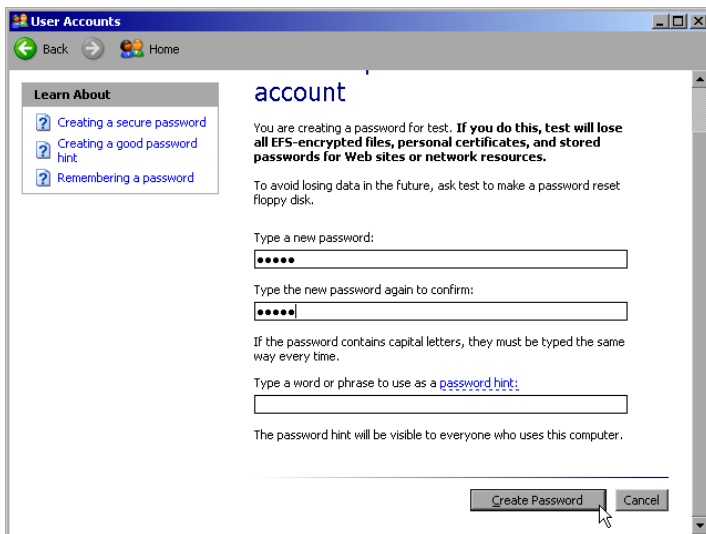 User Accounts
Back Home
Learn About
Creating a secure password
Creating a good password
hint
Remembering a password
account
You are creating a password for test. If you do this, test will lose
all EFS-encrypted files, personal certificates, and stored
passwords for Web sites or network resources.
To avoid losing data in the future, ask test to make a password reset
floppy disk.
Type a new password:
●●●●●
Type the new password again to confirm:
●●●●●
If the password contains capital letters, they must be typed the same
way every time.
Type a word or phrase to use as a password hint:
The password hint will be visible to everyone who uses this computer.
Create Password Cancel